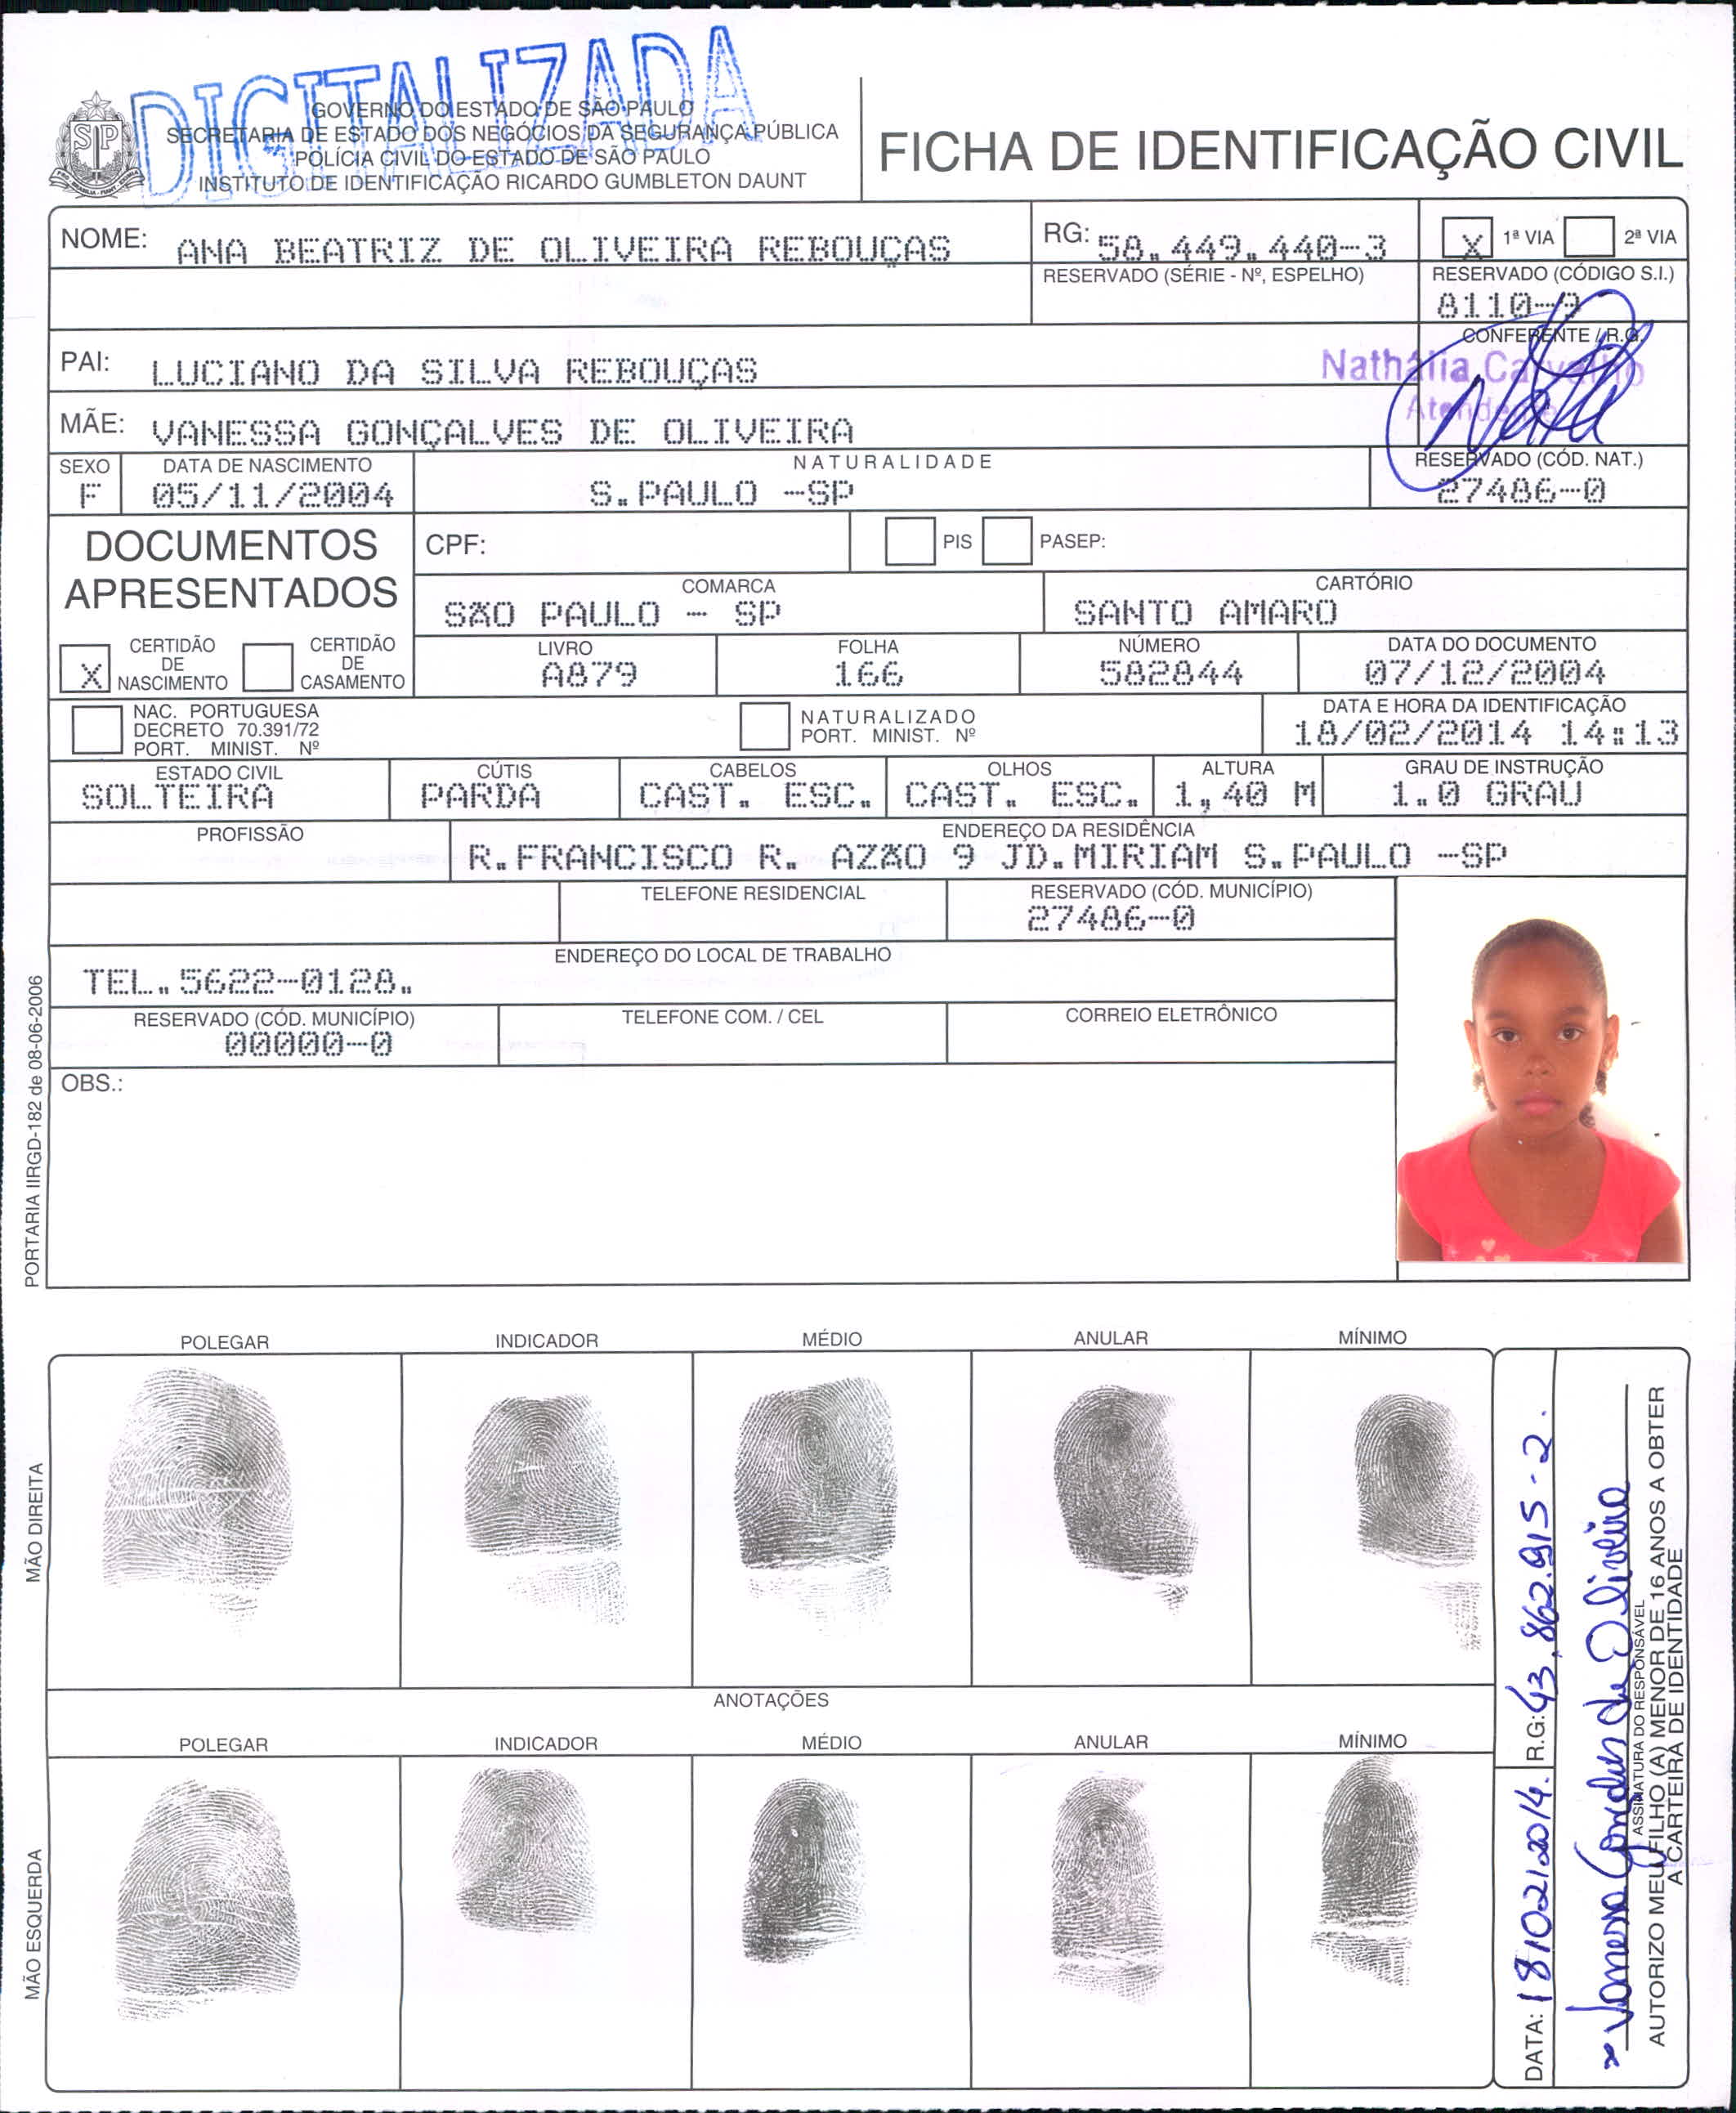 DIGITALIZADA
GOVERNO DO ESTADO DE SÃO PAULO
SECRETARIA DE ESTADO DOS NEGÓCIOS DA SEGURANÇA PÚBLICA
POLÍCIA CIVIL DO ESTADO DE SÃO PAULO
INSTITUTO DE IDENTIFICAÇÃO RICARDO GUMBLETON DAUNT
FICHA DE IDENTIFICAÇÃO CIVIL
NOME: ANA BEATRIZ DE OLIVEIRA REBOUÇAS
RG: 58.449.440-3
X 1ª VIA 2ª VIA
RESERVADO (SÉRIE - Nº, ESPELHO)
RESERVADO (CÓDIGO S.I.)
8110-9
CONFERENTE / R.G.
Nathália Carvalho
Atendente
PAI: LUCIANO DA SILVA REBOUÇAS
MÃE: VANESSA GONÇALVES DE OLIVEIRA
SEXO
F
DATA DE NASCIMENTO
05/11/2004
NATURALIDADE
S.PAULO -SP
RESERVADO (CÓD. NAT.)
27486-0
DOCUMENTOS
APRESENTADOS
CPF:
PIS
PASEP:
COMARCA
SÃO PAULO - SP
CARTÓRIO
SANTO AMARO
X CERTIDÃO DE NASCIMENTO
CERTIDÃO DE CASAMENTO
LIVRO
A879
FOLHA
166
NÚMERO
582844
DATA DO DOCUMENTO
07/12/2004
NAC. PORTUGUESA
DECRETO 70.391/72
PORT. MINIST. Nº
NATURALIZADO
PORT. MINIST. Nº
DATA E HORA DA IDENTIFICAÇÃO
18/02/2014 14:13
ESTADO CIVIL
SOLTEIRA
CÚTIS
PARDA
CABELOS
CAST. ESC.
OLHOS
CAST. ESC.
ALTURA
1,40 M
GRAU DE INSTRUÇÃO
1.0 GRAU
PROFISSÃO
ENDEREÇO DA RESIDÊNCIA
R.FRANCISCO R. AZÃO 9 JD.MIRIAM S.PAULO -SP
TELEFONE RESIDENCIAL
RESERVADO (CÓD. MUNICÍPIO)
27486-0
ENDEREÇO DO LOCAL DE TRABALHO
TEL.5622-0128.
RESERVADO (CÓD. MUNICÍPIO)
00000-0
TELEFONE COM. / CEL
CORREIO ELETRÔNICO
OBS.:
PORTARIA IIRGD-182 de 08-06-2006
POLEGAR INDICADOR MÉDIO ANULAR MÍNIMO
MÃO DIREITA
ANOTAÇÕES
POLEGAR INDICADOR MÉDIO ANULAR MÍNIMO
MÃO ESQUERDA
DATA: 18/02/2014. R.G: 43.862.915-2.
Vanessa Gonçalves de Oliveira
ASSINATURA DO RESPONSÁVEL
AUTORIZO MEU FILHO (A) MENOR DE 16 ANOS A OBTER
A CARTEIRA DE IDENTIDADE